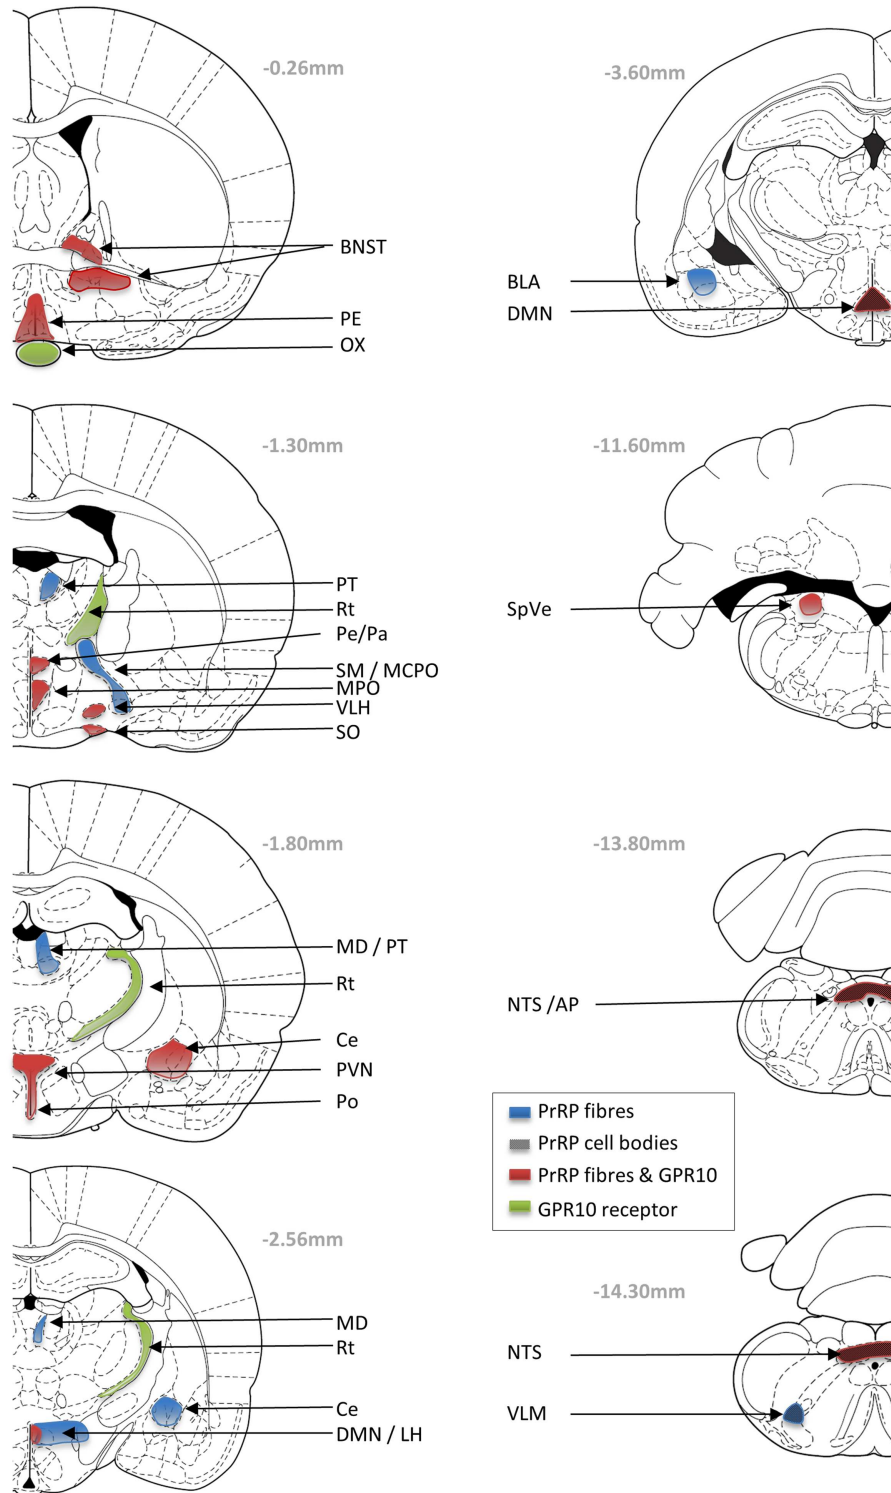 -0.26mm
BNST
PE
OX
-1.30mm
PT
Rt
Pe/Pa
SM / MCPO
MPO
VLH
SO
-1.80mm
MD / PT
Rt
Ce
PVN
Po
-2.56mm
MD
Rt
Ce
DMN / LH
-3.60mm
BLA
DMN
-11.60mm
SpVe
-13.80mm
NTS /AP
PrRP fibres
PrRP cell bodies
PrRP fibres & GPR10
GPR10 receptor
-14.30mm
NTS
VLM